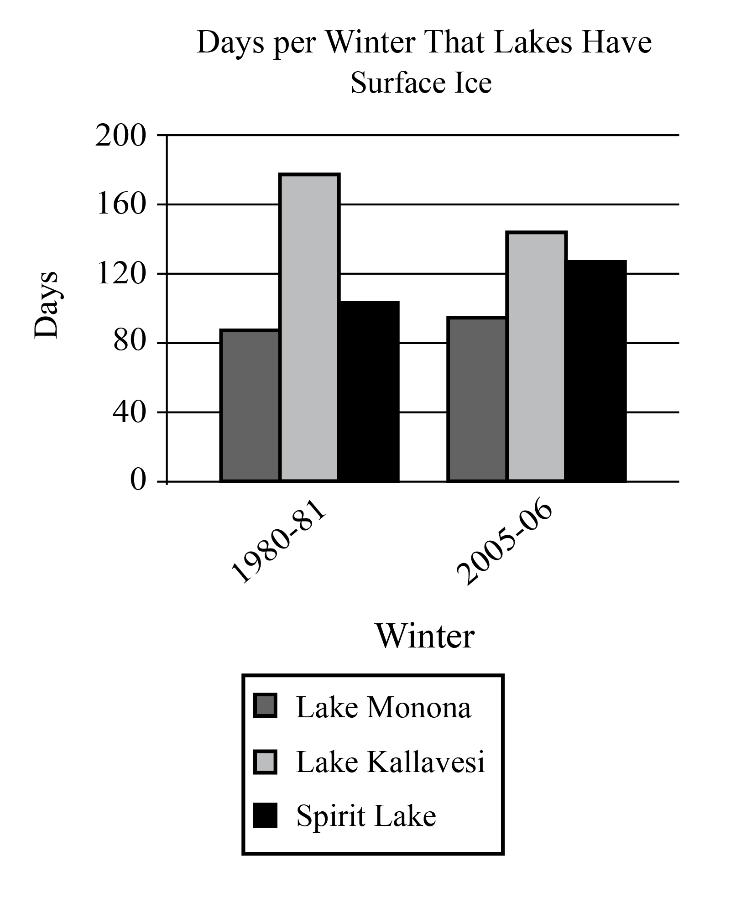 Days per Winter That Lakes Have
Surface Ice
200
160
120
80
40
0
Days
1980-81
2005-06
Winter
Lake Monona
Lake Kallavesi
Spirit Lake